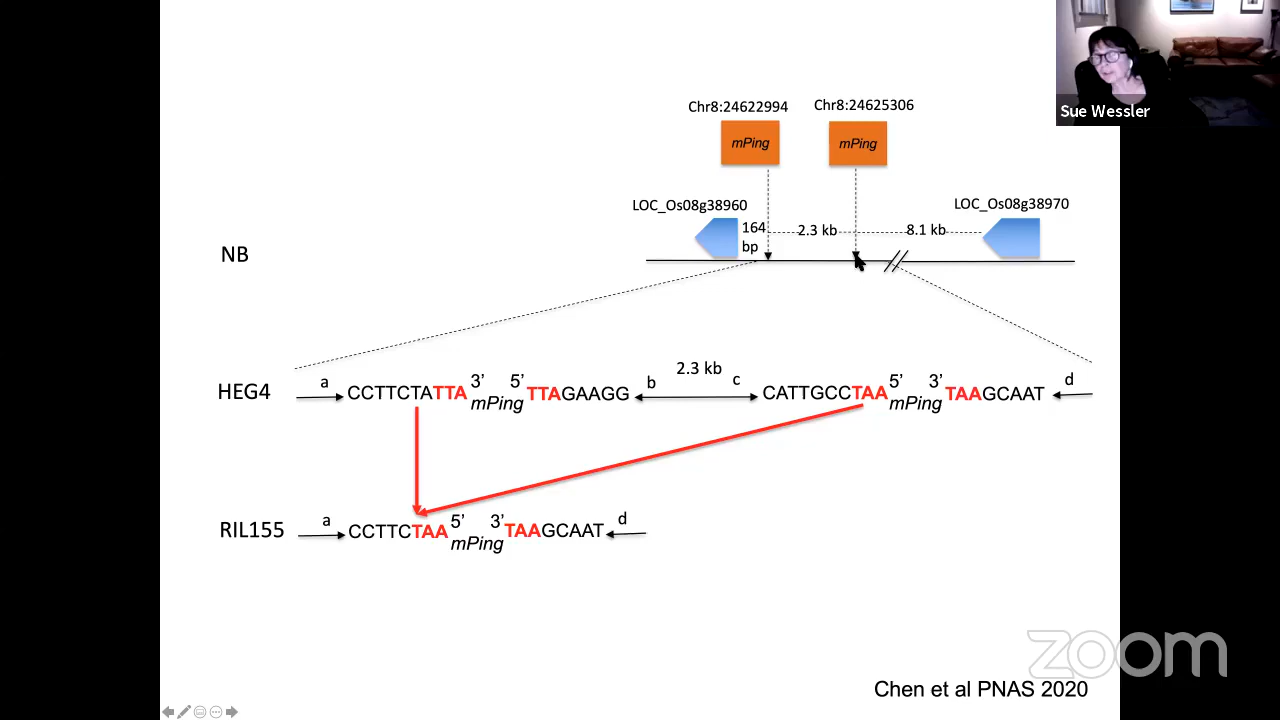 Sue Wessler
Chr8:24622994 Chr8:24625306
mPing mPing
LOC_Os08g38960 LOC_Os08g38970
164 bp 2.3 kb 8.1 kb
NB
2.3 kb
HEG4 a CCTTCTATTA 3’ mPing 5’ TTAGAAGG b c CATTGCCTAA 5’ mPing 3’ TAAGCAAT d
RIL155 a CCTTCTAA 5’ mPing 3’ TAAGCAAT d
zoom
Chen et al PNAS 2020